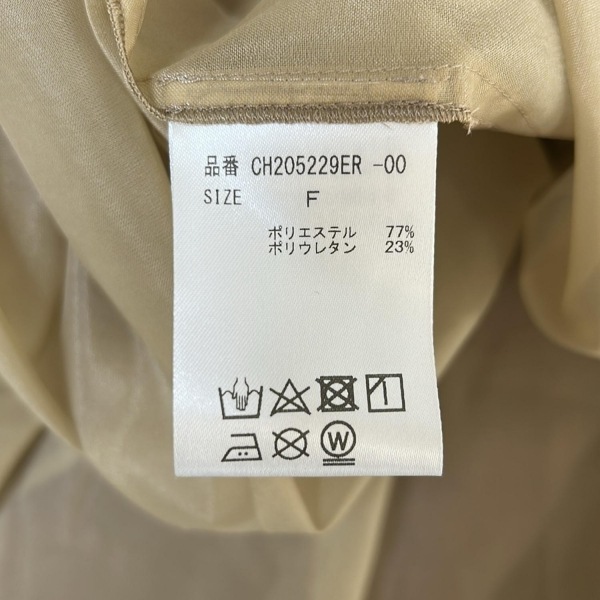 品番 CH205229ER -00
SIZE F
ポリエステル 77%
ポリウレタン 23%
W